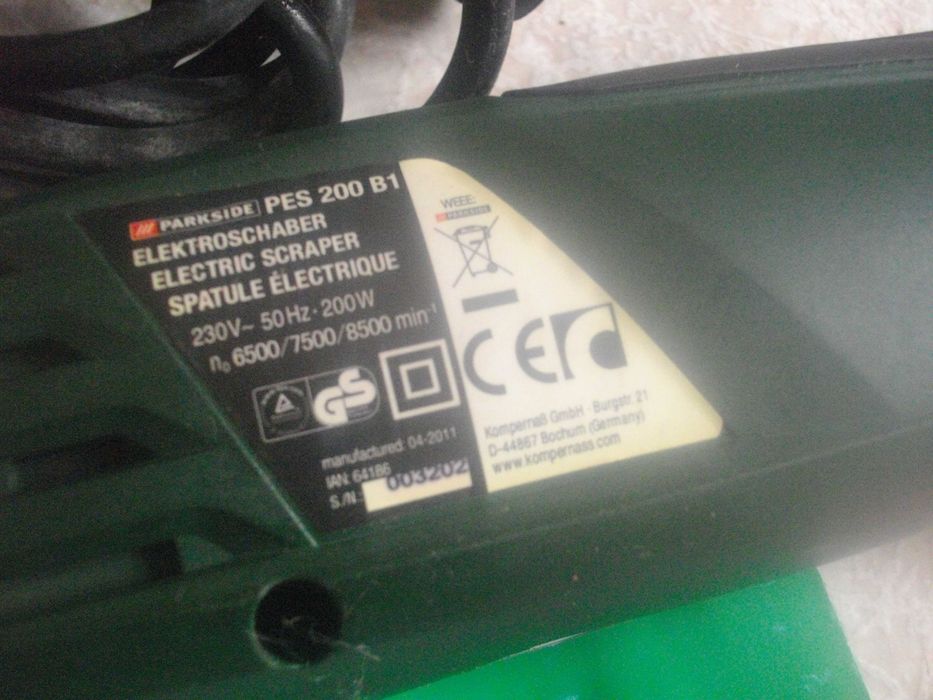 PARKSIDE PES 200 B1
ELEKTROSCHABER
ELECTRIC SCRAPER
SPATULE ÉLECTRIQUE
230V~ 50Hz · 200W
n₀ 6500/7500/8500 min⁻¹
GS
manufactured: 04-2011
IAN: 64186
S./N.: 003202
WEEE:
PARKSIDE
CE
Kompernaß GmbH · Burgstr. 21
D-44867 Bochum (Germany)
www.kompernass.com